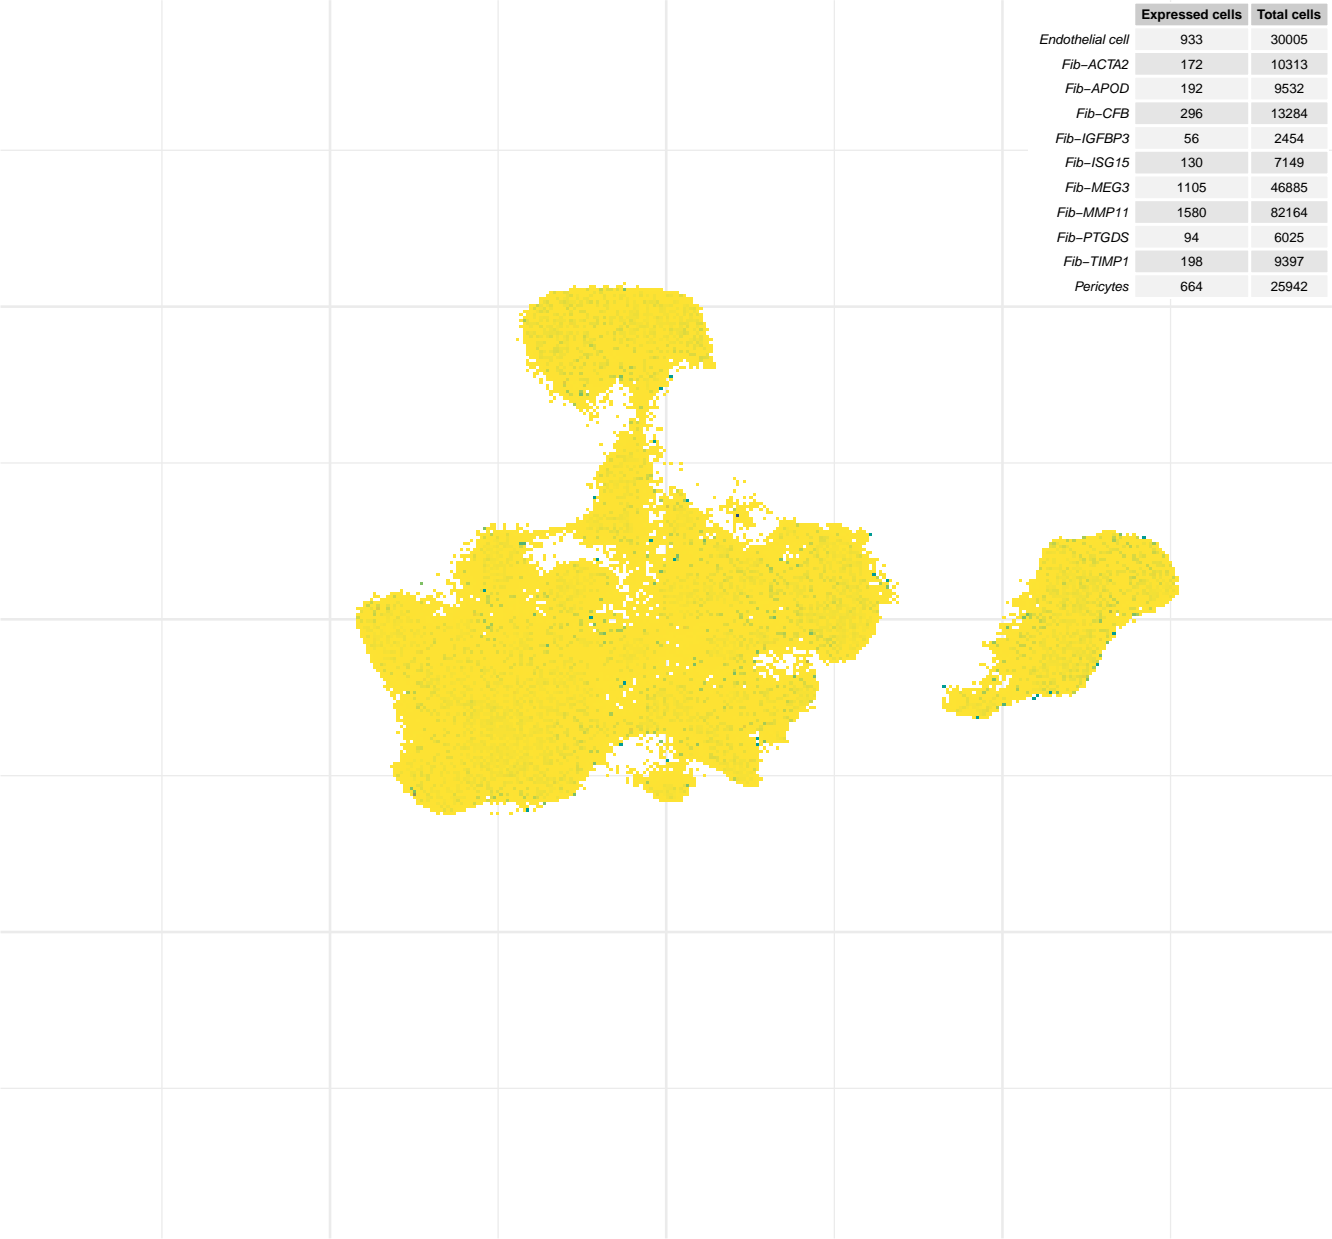 Expressed cells Total cells
Endothelial cell 933 30005
Fib−ACTA2 172 10313
Fib−APOD 192 9532
Fib−CFB 296 13284
Fib−IGFBP3 56 2454
Fib−ISG15 130 7149
Fib−MEG3 1105 46885
Fib−MMP11 1580 82164
Fib−PTGDS 94 6025
Fib−TIMP1 198 9397
Pericytes 664 25942